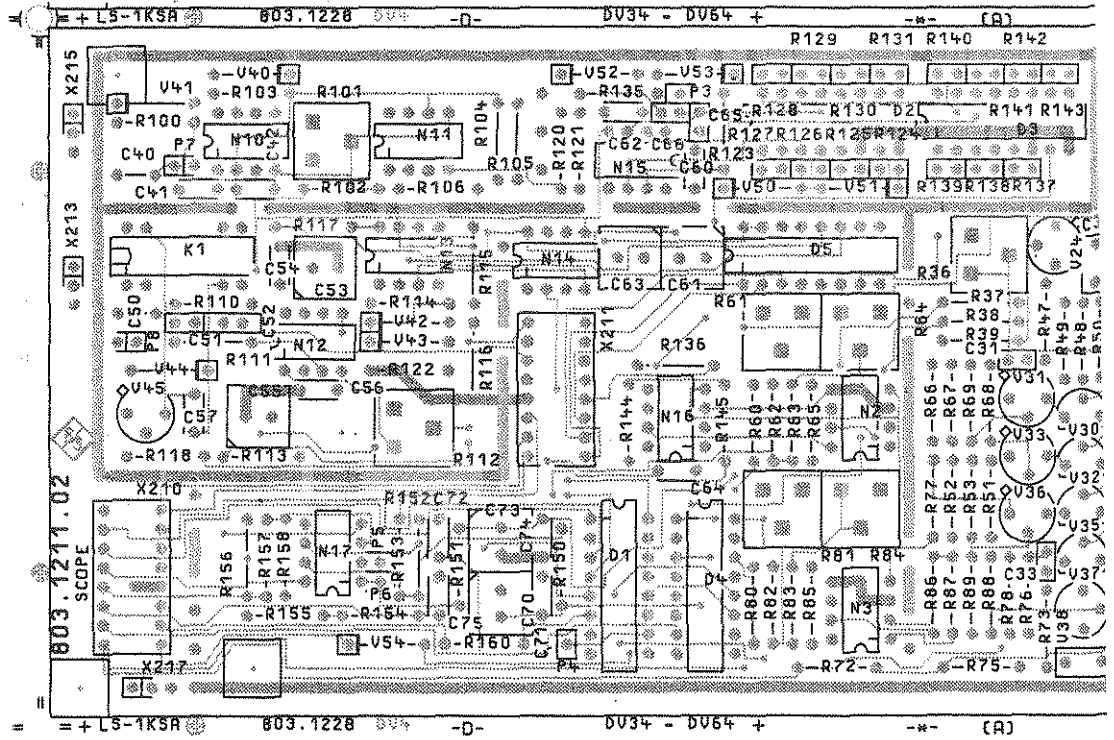 = + LS-1KSA 803.1228 DV4 -D- DV34 - DV64 + -*- (A)
R129 R131 R140 R142
X215 V41 -V40- R101 -V52- -V53-
-R103- R135 P3
-R100- R104 C65 R128 R130 D2 R141 R143
P7 N10 C42 N11 R120 R121 R127 R126 R125 R124 D3
C40 C62 C66 R123
R105 N15 C60
C41 -R102- -R106- -V50- -V51- R139 R138 R137
X213 R117
K1 N13 R115 N14 D5 V24
C54 R36
C53 C63 C61
C50 -R110- -R114- R61 R64 R37
C52 -V42- X211 R38 R47 R49 R48 R50
P8 C51 -V43- R39
R111 N12 R116 R136 C31
-V44- R122
V45 C55 C56 R66 R67 R69 R68 V31
C57 R144 N16 R145 R60 R62 R63 R65 N2 V30
V33
-R118- -R113- R112
X210 R152 C72 C64 R77 R52 R53 R51 V36 V32
C73 C74 V35
803.1211.02
SCOPE
R156 R157 R158 N17 P5 R153 R151 R150 D1 D4 R81 R84
P6 C33 V37
-R155- -R154- C70 R80 R82 R83 R85 N3 R86 R87 R89 R88 R78 R76
C75 C71 R73 V38
-V54- -R160- P4
X217 -R72- -R75-
= = + LS-1KSA 803.1228 DV4 -D- DV34 - DV64 + -*- (A)